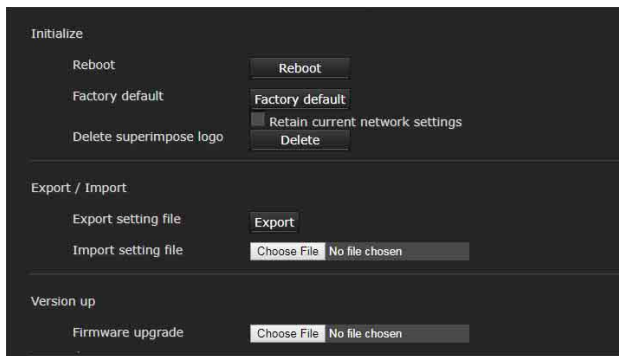 Initialize
Reboot Reboot
Factory default Factory default
Retain current network settings
Delete superimpose logo Delete
Export / Import
Export setting file Export
Import setting file Choose File No file chosen
Version up
Firmware upgrade Choose File No file chosen